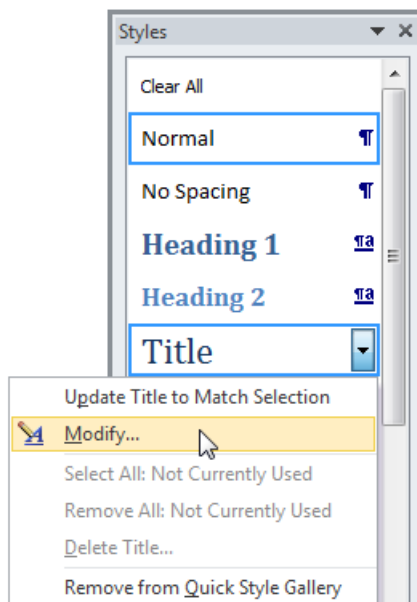 Styles
Clear All
Normal
No Spacing
Heading 1
Heading 2
Title
Update Title to Match Selection
Modify...
Select All: Not Currently Used
Remove All: Not Currently Used
Delete Title...
Remove from Quick Style Gallery